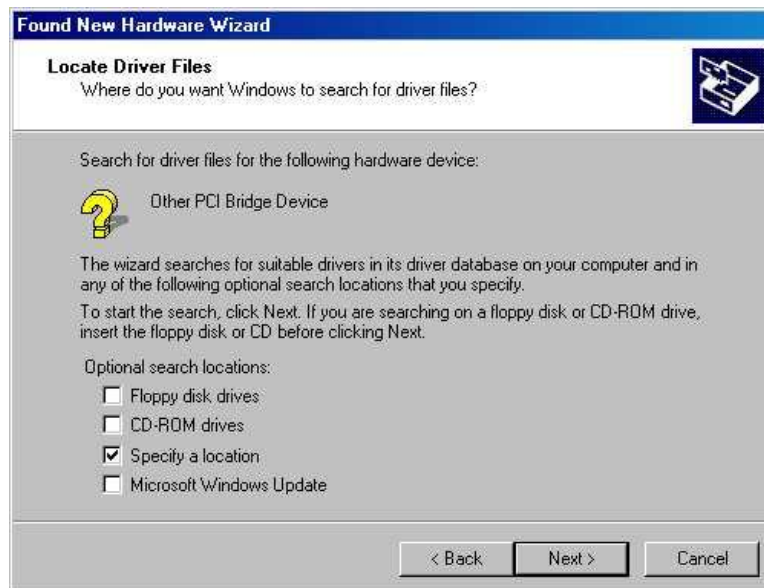 Found New Hardware Wizard
Locate Driver Files
Where do you want Windows to search for driver files?
Search for driver files for the following hardware device:
Other PCI Bridge Device
The wizard searches for suitable drivers in its driver database on your computer and in
any of the following optional search locations that you specify.
To start the search, click Next. If you are searching on a floppy disk or CD-ROM drive,
insert the floppy disk or CD before clicking Next.
Optional search locations:
Floppy disk drives
CD-ROM drives
Specify a location
Microsoft Windows Update
< Back Next > Cancel